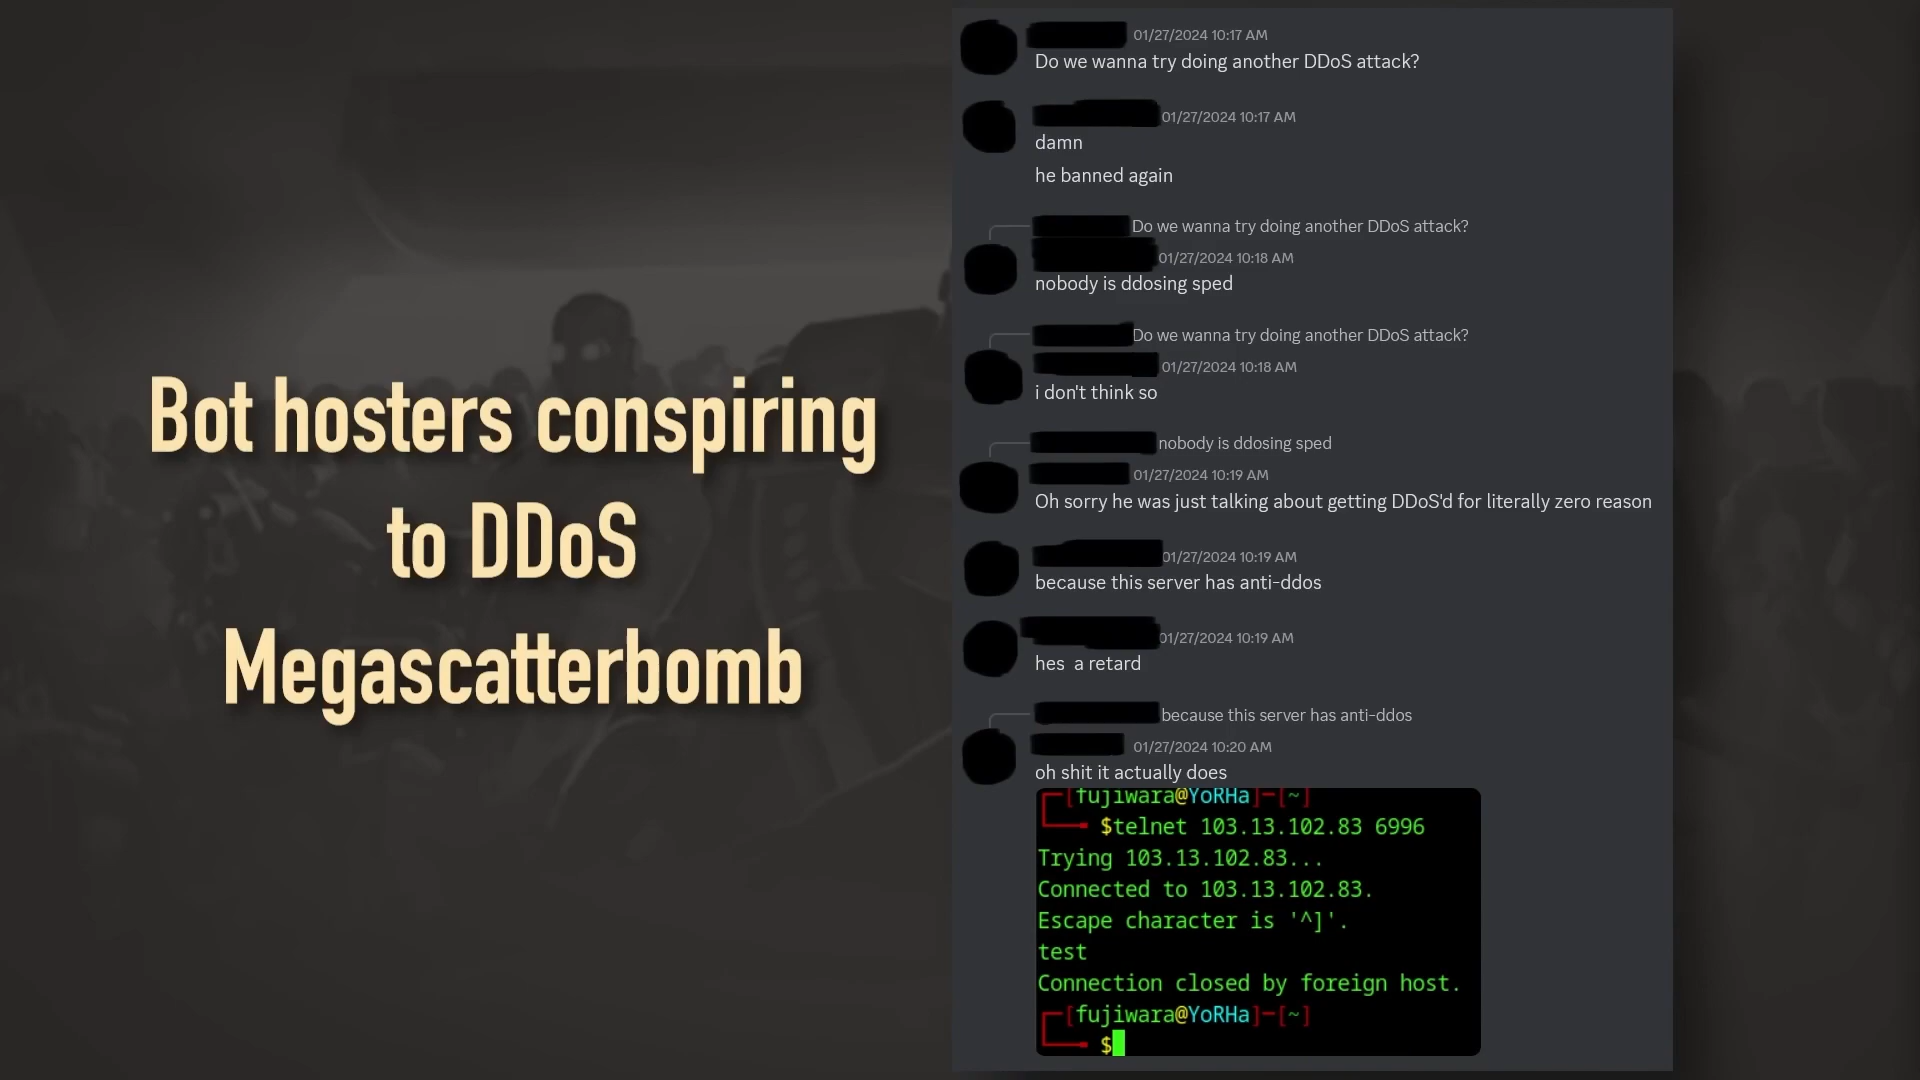 Bot hosters conspiring
to DDoS
Megascatterbomb
01/27/2024 10:17 AM
Do we wanna try doing another DDoS attack?
01/27/2024 10:17 AM
damn
he banned again
Do we wanna try doing another DDoS attack?
01/27/2024 10:18 AM
nobody is ddosing sped
Do we wanna try doing another DDoS attack?
01/27/2024 10:18 AM
i don't think so
nobody is ddosing sped
01/27/2024 10:19 AM
Oh sorry he was just talking about getting DDoS'd for literally zero reason
01/27/2024 10:19 AM
because this server has anti-ddos
01/27/2024 10:19 AM
hes  a retard
because this server has anti-ddos
01/27/2024 10:20 AM
oh shit it actually does
[fujiwara@YoRHa]-[~]
$telnet 103.13.102.83 6996
Trying 103.13.102.83...
Connected to 103.13.102.83.
Escape character is '^]'.
test
Connection closed by foreign host.
[fujiwara@YoRHa]-[~]
$